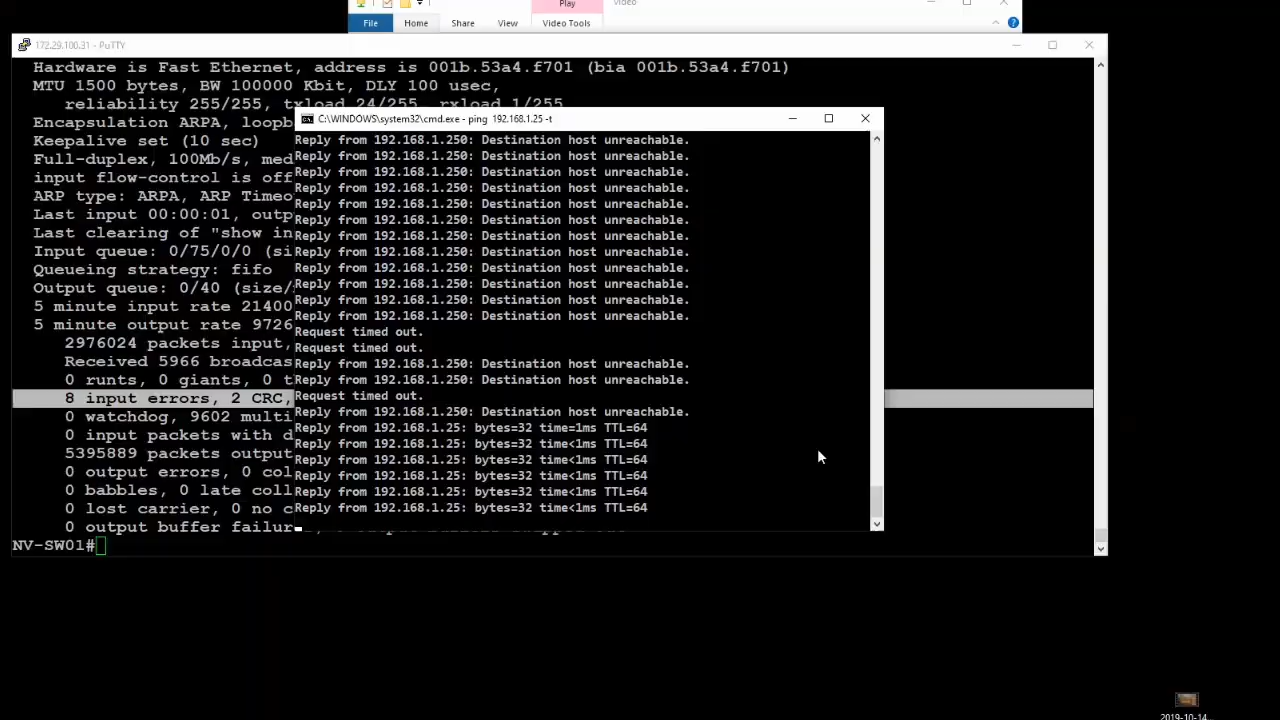 Play
Video
File
Home
Share
View
Video Tools
172.29.100.31 - PuTTY
Hardware is Fast Ethernet, address is 001b.53a4.f701 (bia 001b.53a4.f701)
MTU 1500 bytes, BW 100000 Kbit, DLY 100 usec,
reliability 255/255, txload 24/255, rxload 1/255
Encapsulation ARPA, loopb
Keepalive set (10 sec)
Full-duplex, 100Mb/s, med
input flow-control is off
ARP type: ARPA, ARP Timeo
Last input 00:00:01, outp
Last clearing of "show in
Input queue: 0/75/0/0 (si
Queueing strategy: fifo
Output queue: 0/40 (size/
5 minute input rate 21400
5 minute output rate 9726
2976024 packets input,
Received 5966 broadcas
0 runts, 0 giants, 0 t
8 input errors, 2 CRC,
0 watchdog, 9602 multi
0 input packets with d
5395889 packets output
0 output errors, 0 col
0 babbles, 0 late coll
0 lost carrier, 0 no c
0 output buffer failur
NV-SW01#
C:\WINDOWS\system32\cmd.exe - ping 192.168.1.25 -t
Reply from 192.168.1.250: Destination host unreachable.
Reply from 192.168.1.250: Destination host unreachable.
Reply from 192.168.1.250: Destination host unreachable.
Reply from 192.168.1.250: Destination host unreachable.
Reply from 192.168.1.250: Destination host unreachable.
Reply from 192.168.1.250: Destination host unreachable.
Reply from 192.168.1.250: Destination host unreachable.
Reply from 192.168.1.250: Destination host unreachable.
Reply from 192.168.1.250: Destination host unreachable.
Reply from 192.168.1.250: Destination host unreachable.
Reply from 192.168.1.250: Destination host unreachable.
Reply from 192.168.1.250: Destination host unreachable.
Request timed out.
Request timed out.
Reply from 192.168.1.250: Destination host unreachable.
Reply from 192.168.1.250: Destination host unreachable.
Request timed out.
Reply from 192.168.1.250: Destination host unreachable.
Reply from 192.168.1.25: bytes=32 time=1ms TTL=64
Reply from 192.168.1.25: bytes=32 time<1ms TTL=64
Reply from 192.168.1.25: bytes=32 time<1ms TTL=64
Reply from 192.168.1.25: bytes=32 time<1ms TTL=64
Reply from 192.168.1.25: bytes=32 time<1ms TTL=64
Reply from 192.168.1.25: bytes=32 time<1ms TTL=64
2019-10-14...